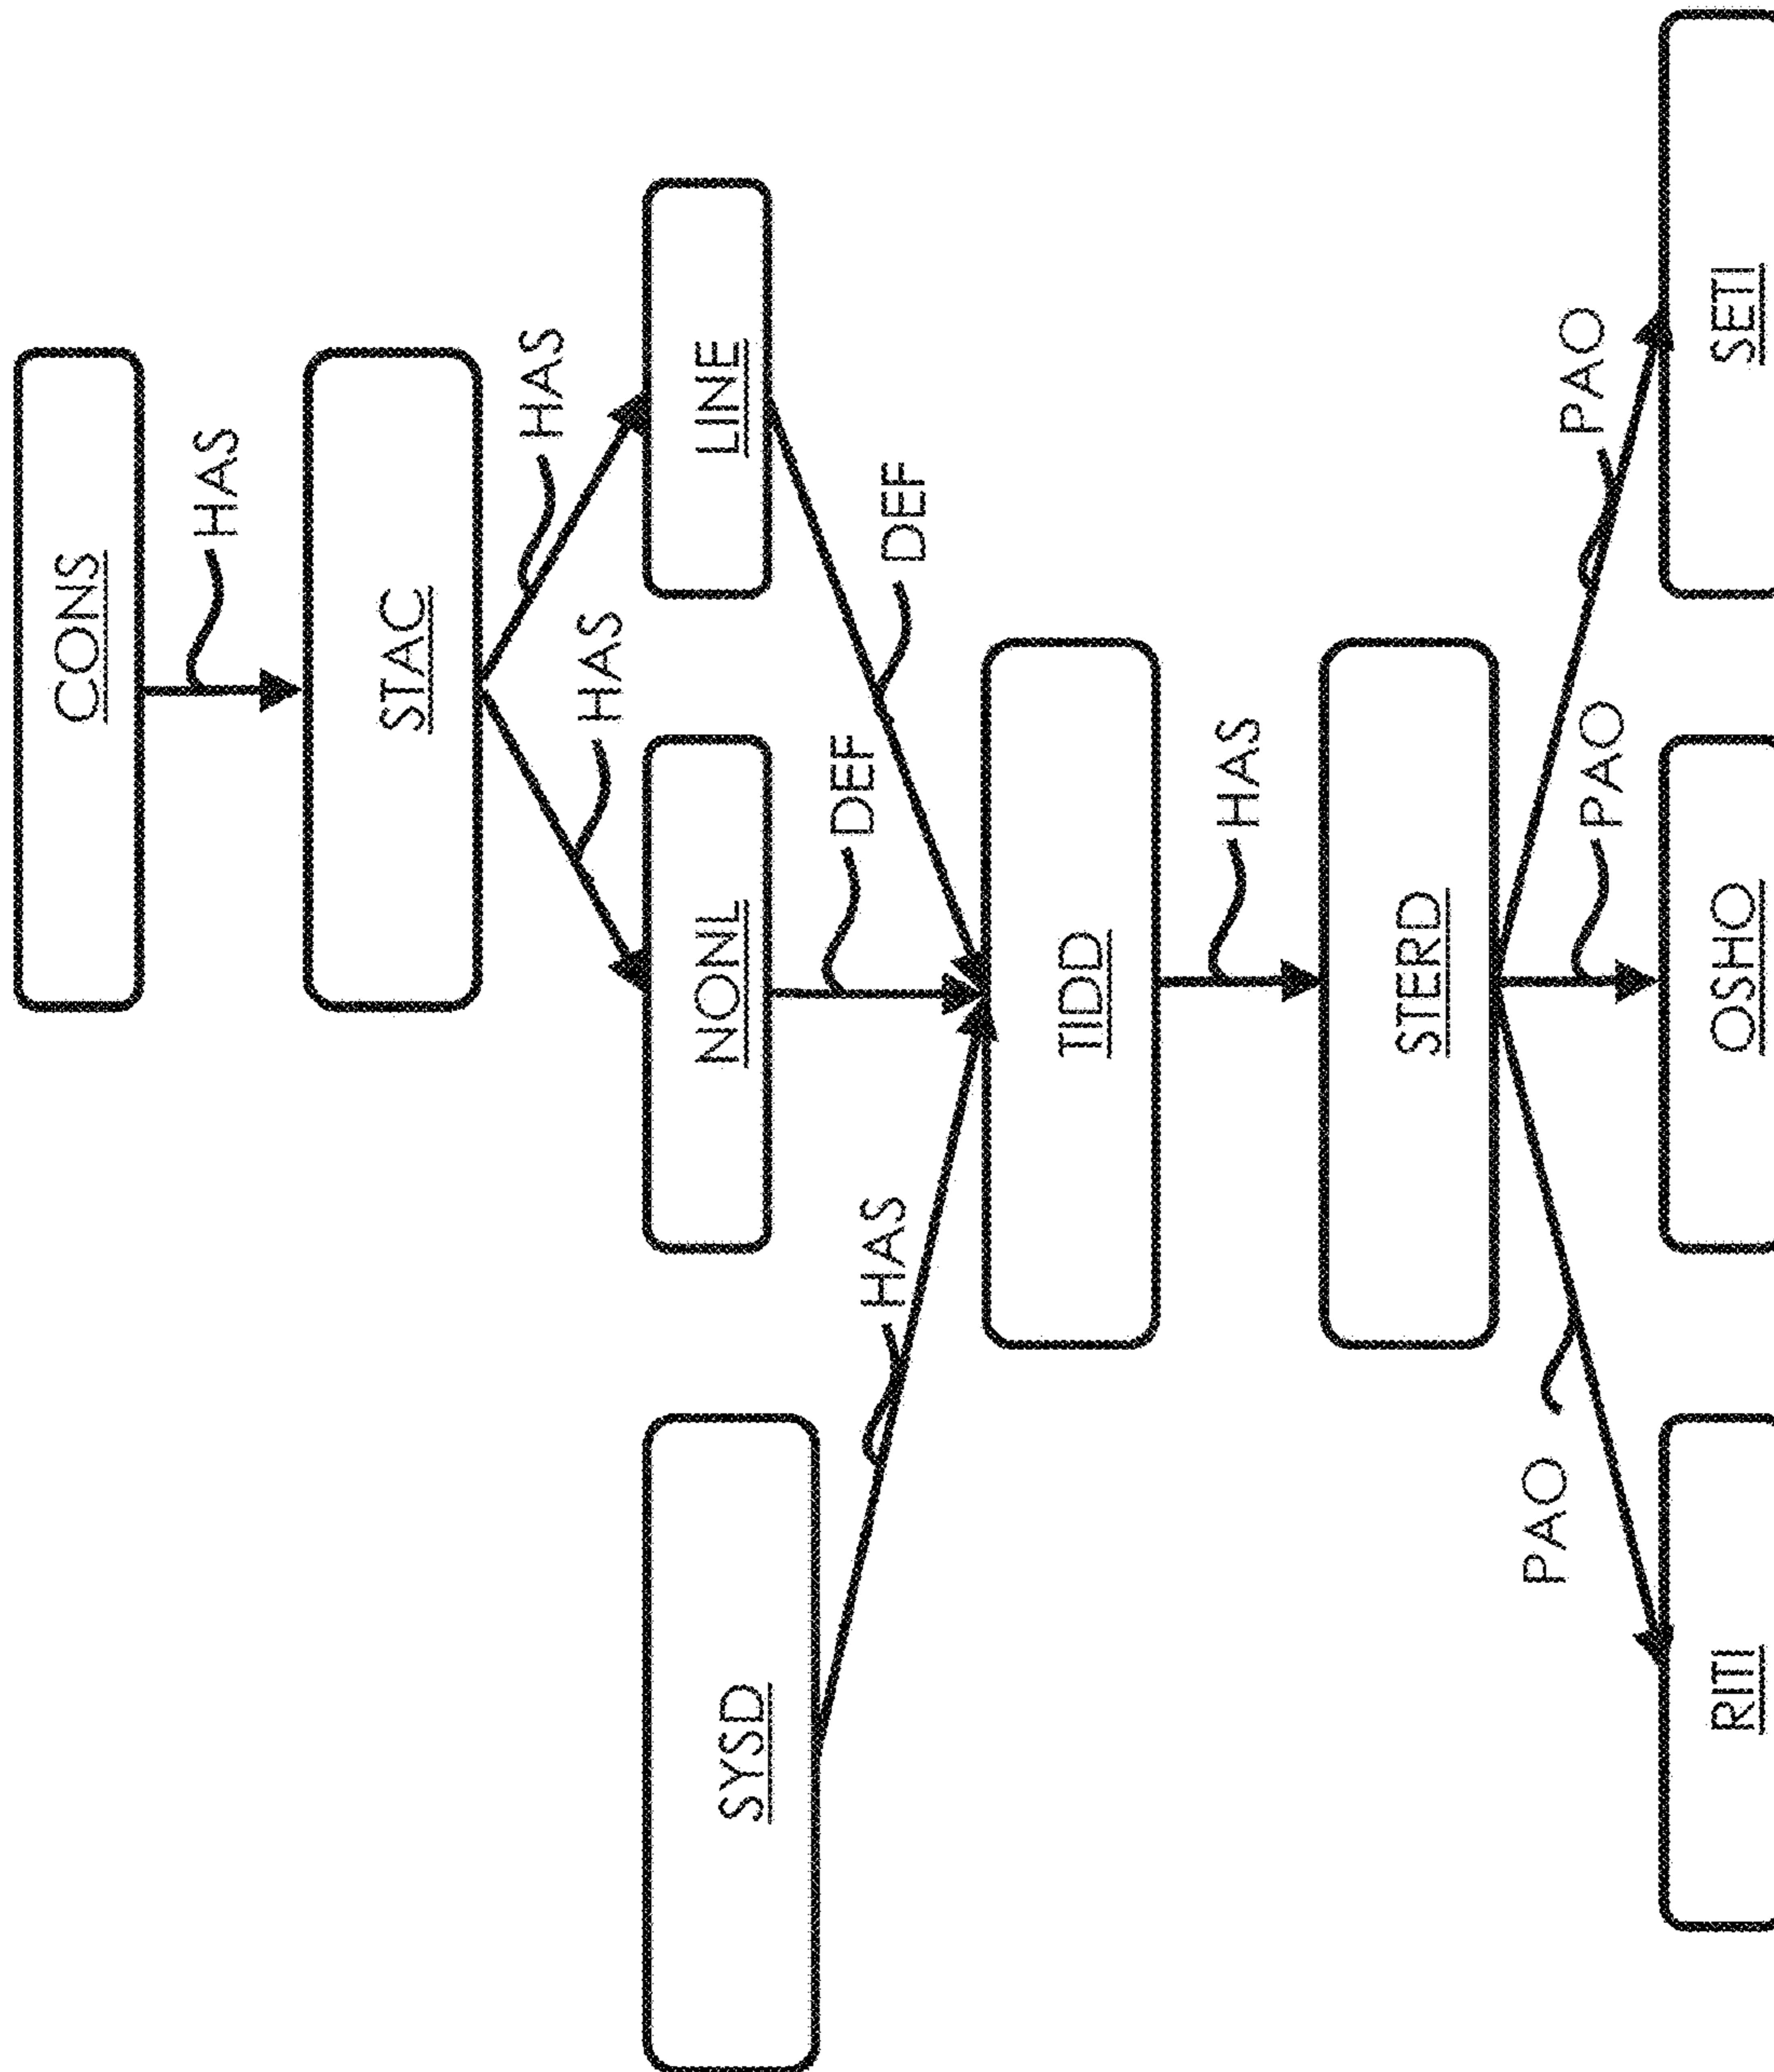 CONS
HAS
STAC
HAS
HAS
SYSD
NONL
LINE
HAS
DEF
DEF
TIDD
HAS
STERD
PAO
PAO
PAO
RITI
OSHO
SETI